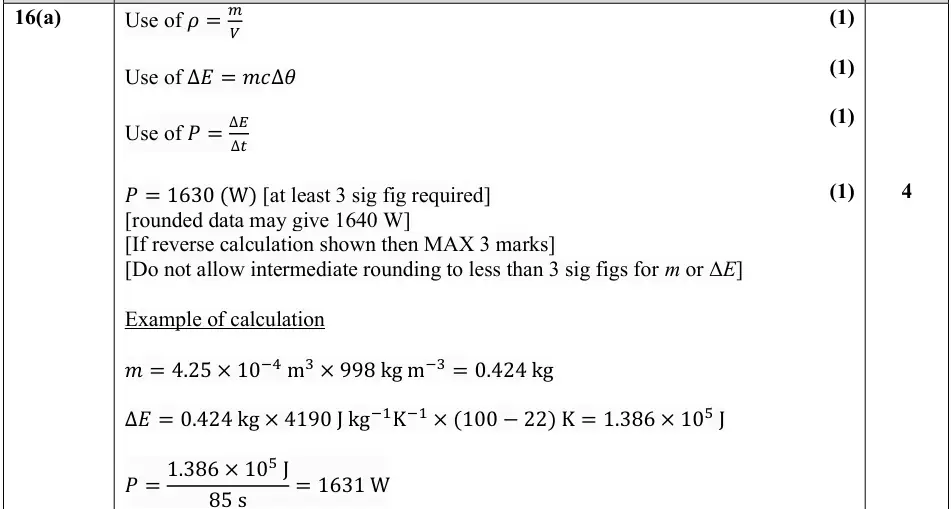 16(a) Use of ρ = m/V (1)
Use of ΔE = mcΔθ (1)
Use of P = ΔE/Δt (1)
P = 1630 (W) [at least 3 sig fig required] (1) 4
[rounded data may give 1640 W]
[If reverse calculation shown then MAX 3 marks]
[Do not allow intermediate rounding to less than 3 sig figs for m or ΔE]
Example of calculation
m = 4.25 × 10⁻⁴ m³ × 998 kg m⁻³ = 0.424 kg
ΔE = 0.424 kg × 4190 J kg⁻¹K⁻¹ × (100 − 22) K = 1.386 × 10⁵ J
P = 1.386 × 10⁵ J / 85 s = 1631 W